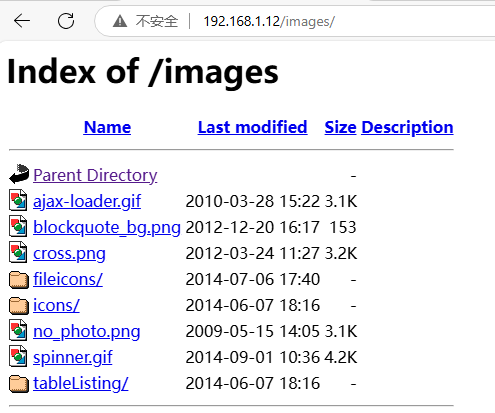 不安全 192.168.1.12/images/
Index of /images
Name Last modified Size Description
Parent Directory -
ajax-loader.gif 2010-03-28 15:22 3.1K
blockquote_bg.png 2012-12-20 16:17 153
cross.png 2012-03-24 11:27 3.2K
fileicons/ 2014-07-06 17:40 -
icons/ 2014-06-07 18:16 -
no_photo.png 2009-05-15 14:05 3.1K
spinner.gif 2014-09-01 10:36 4.2K
tableListing/ 2014-06-07 18:16 -